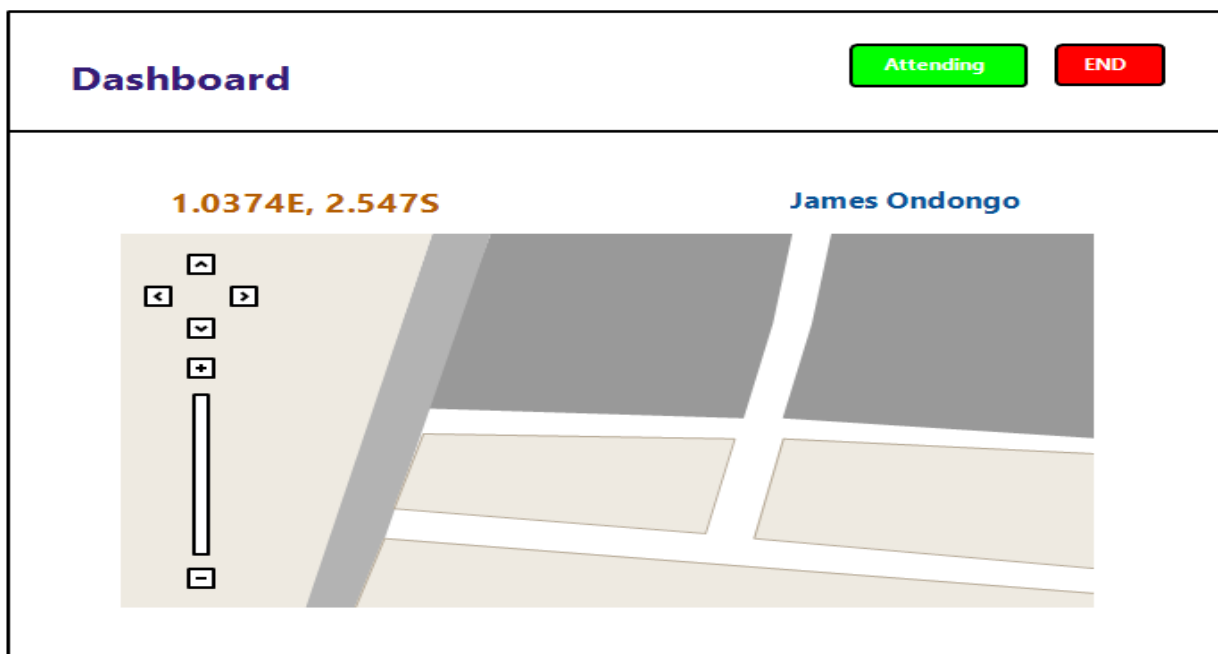 Dashboard
Attending
END
1.0374E, 2.547S
James Ondongo